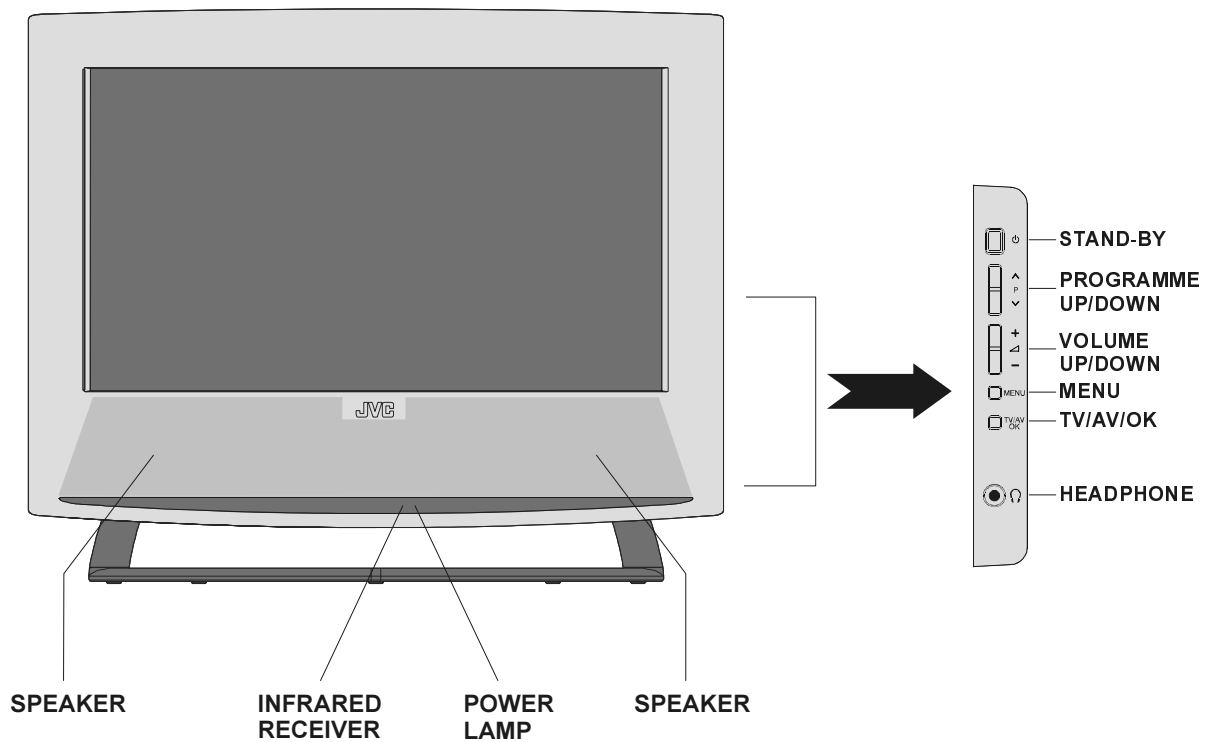 JVC
STAND-BY
P
PROGRAMME
UP/DOWN
+
-
VOLUME
UP/DOWN
MENU
MENU
TV/AV
OK
TV/AV/OK
HEADPHONE
SPEAKER
INFRARED
RECEIVER
POWER
LAMP
SPEAKER